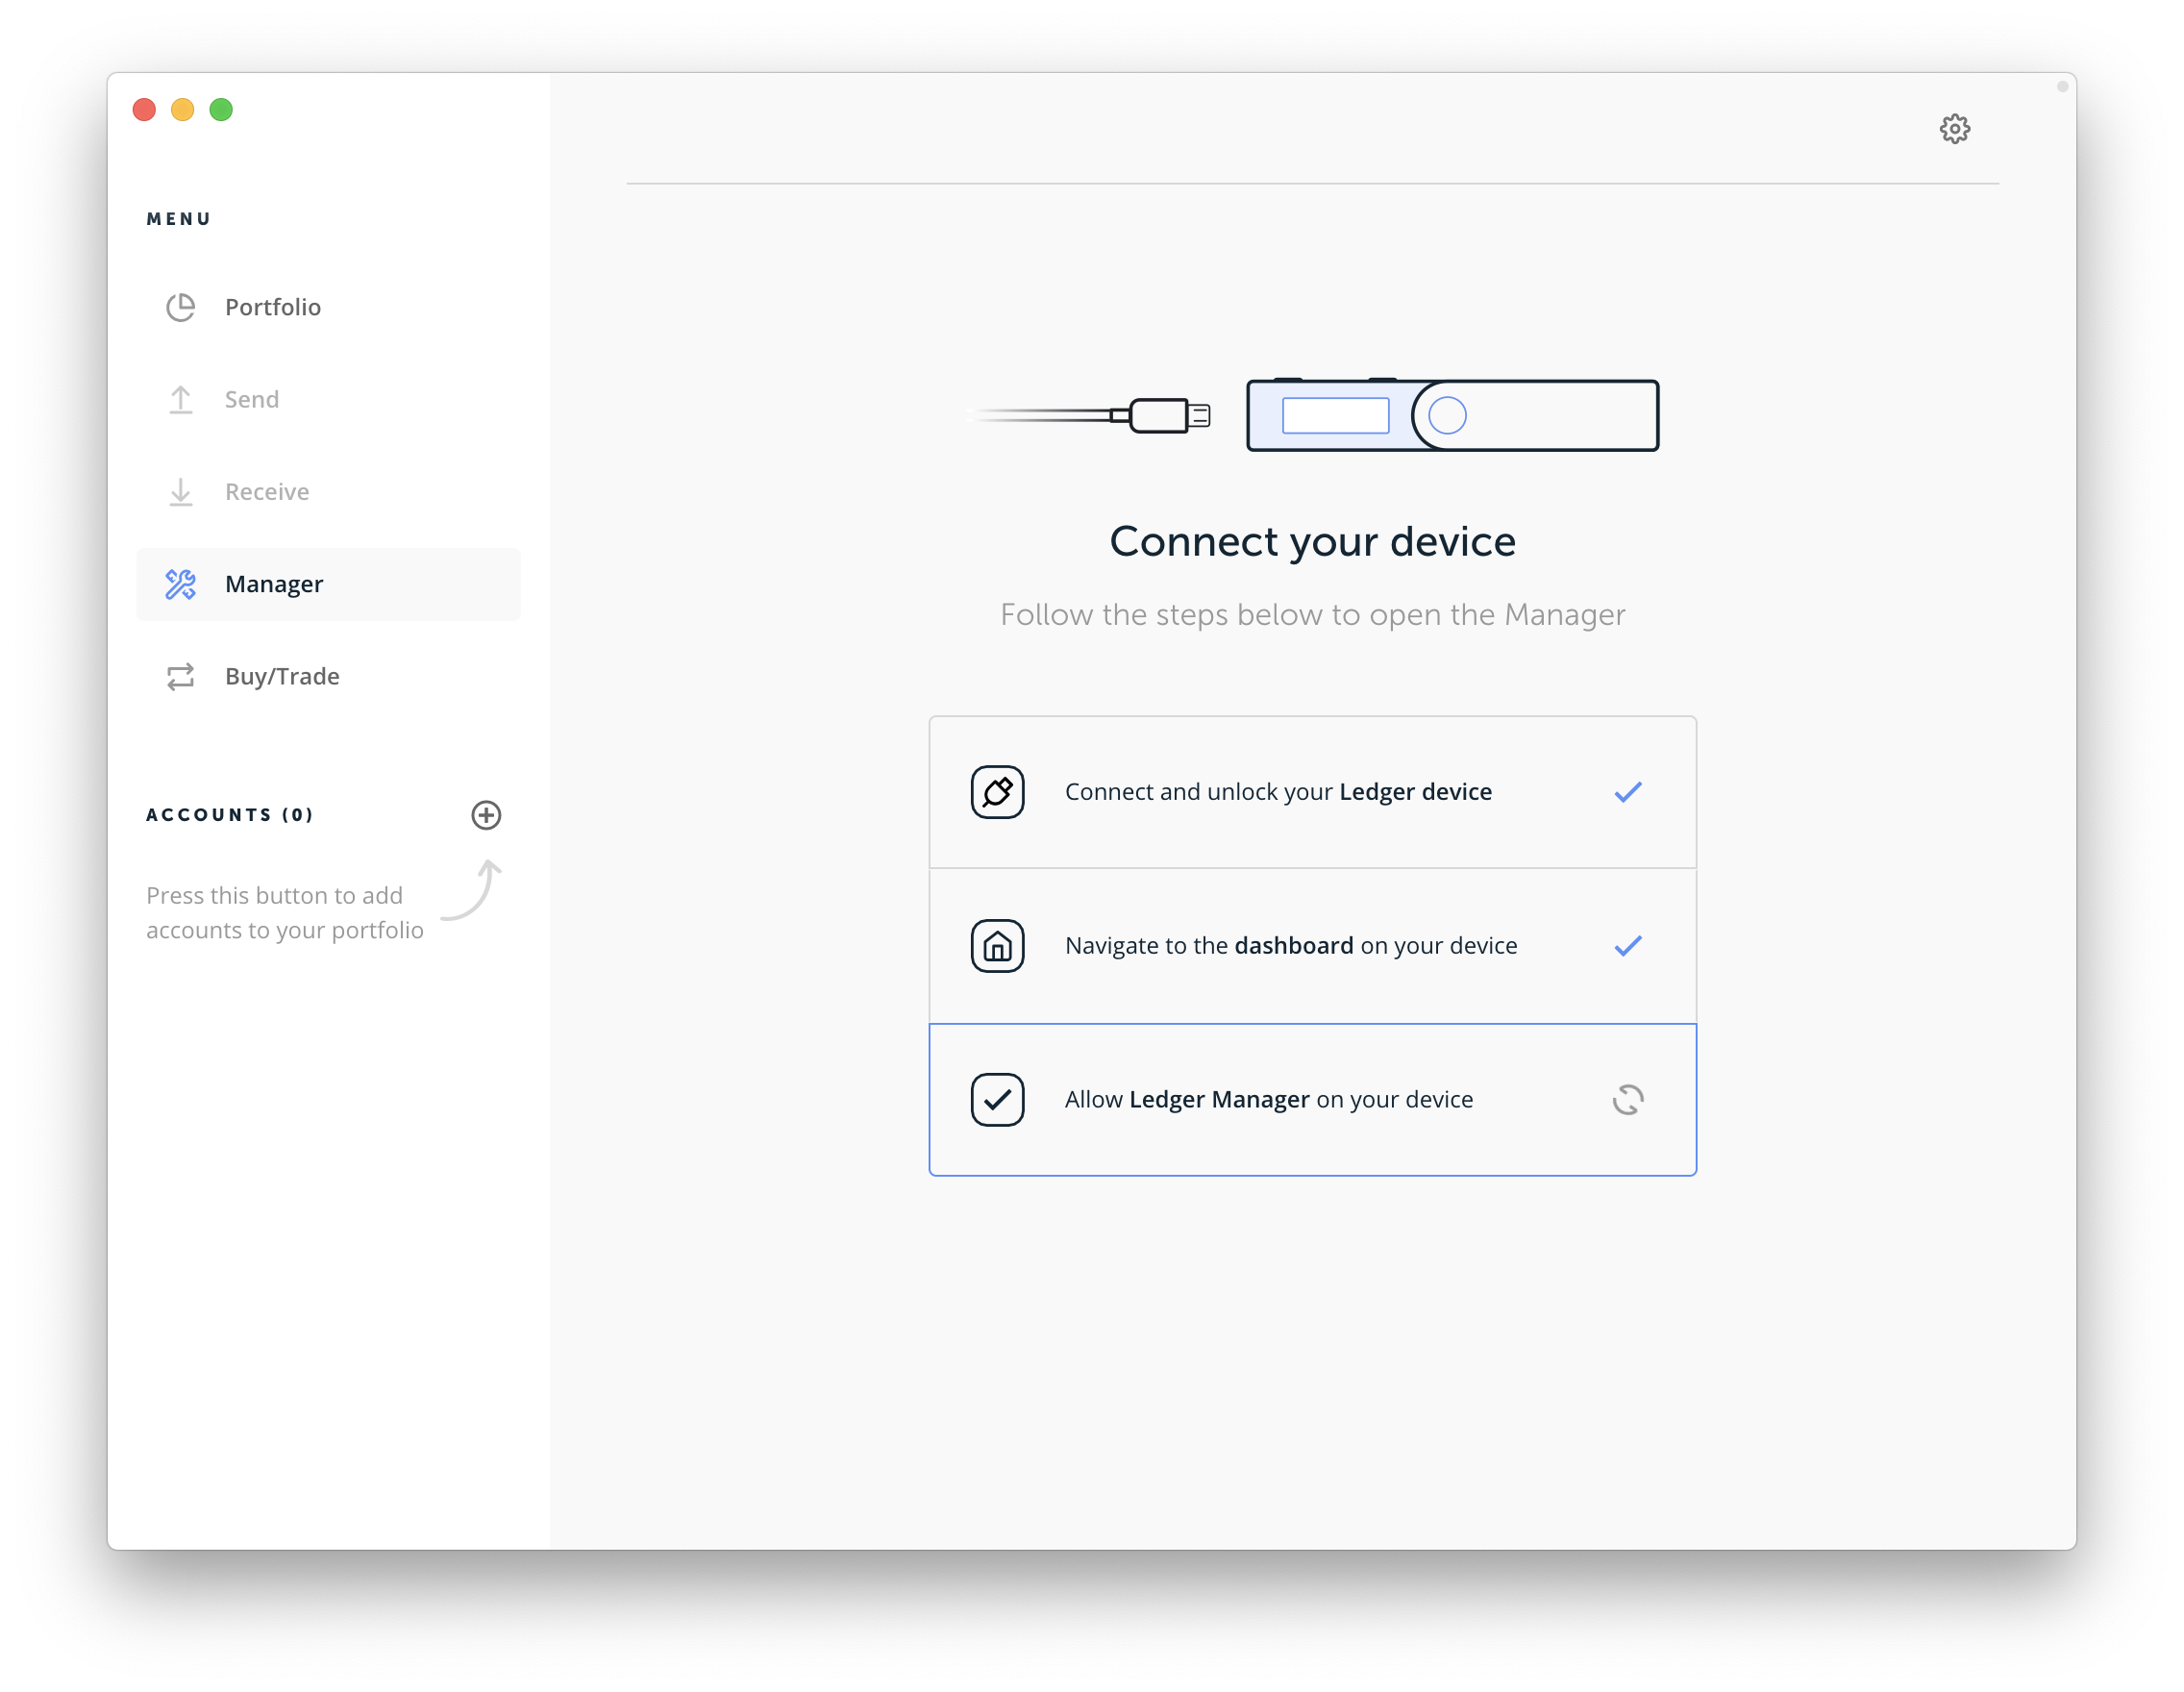 MENU
Portfolio
Send
Receive
Manager
Buy/Trade
ACCOUNTS (0)
Press this button to add
accounts to your portfolio
Connect your device
Follow the steps below to open the Manager
Connect and unlock your Ledger device
Navigate to the dashboard on your device
Allow Ledger Manager on your device